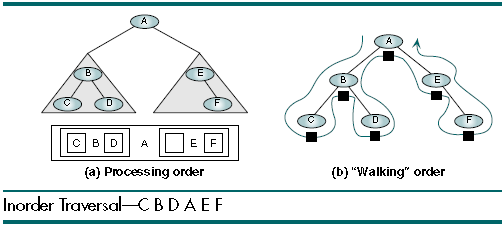 A
B
E
C
D
F
C B D A E F
(a) Processing order
A
B
E
C
D
F
(b) "Walking" order
Inorder Traversal—C B D A E F